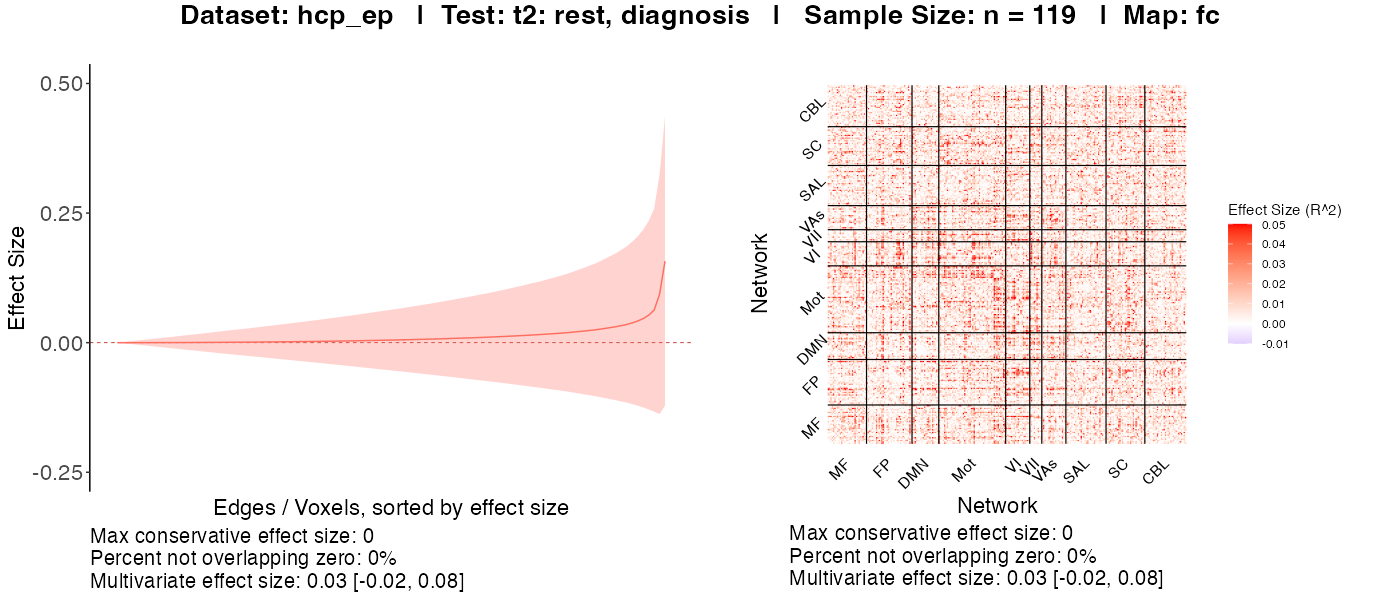 Dataset: hcp_ep | Test: t2: rest, diagnosis | Sample Size: n = 119 | Map: fc
Effect Size
0.50
0.25
0.00
-0.25
Edges / Voxels, sorted by effect size
Max conservative effect size: 0
Percent not overlapping zero: 0%
Multivariate effect size: 0.03 [-0.02, 0.08]
Network
CBL
SC
SAL
VAs
VII
VI
Mot
DMN
FP
MF
MF
FP
DMN
Mot
VI
VII
VAs
SAL
SC
CBL
Network
Max conservative effect size: 0
Percent not overlapping zero: 0%
Multivariate effect size: 0.03 [-0.02, 0.08]
Effect Size (R^2)
0.05
0.04
0.03
0.02
0.01
0.00
-0.01